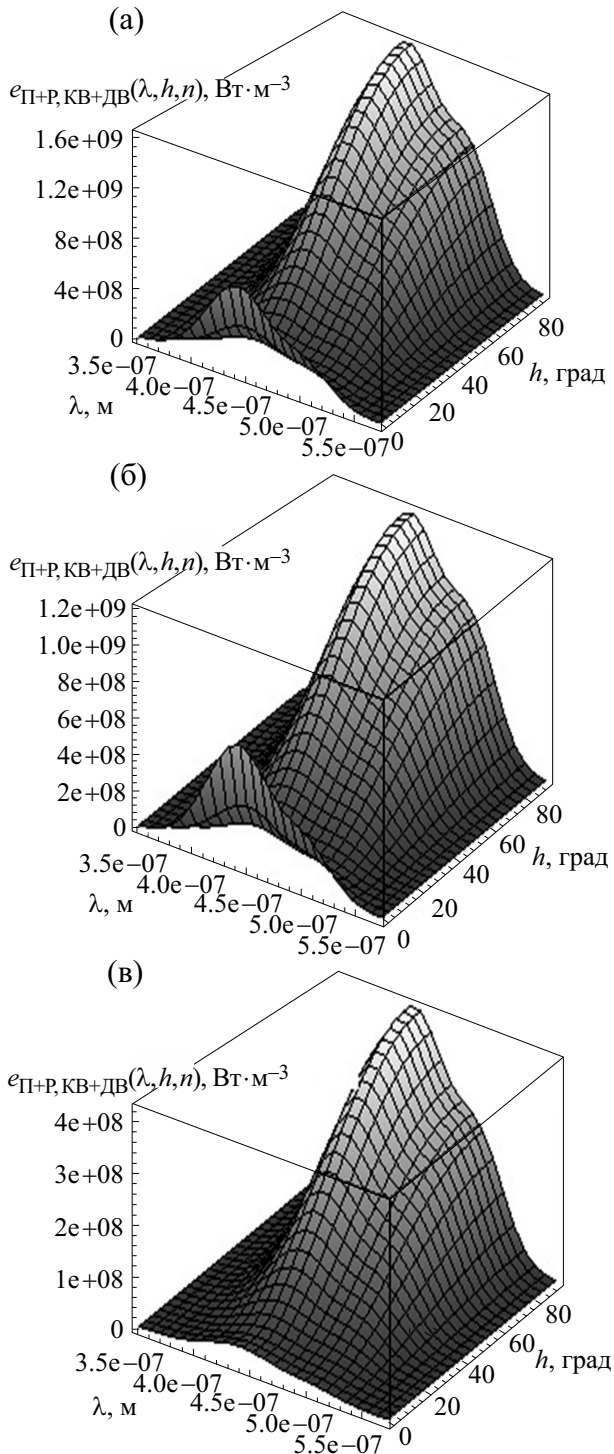 (а)
e П+Р, КВ+ДВ(λ, h, n), Вт·м−3
1.6e+09
1.2e+09
8e+08
4e+08
0
3.5e−07
4.0e−07
4.5e−07
5.0e−07
5.5e−07
λ, м
0
20
40
60
80
h, град
(б)
e П+Р, КВ+ДВ(λ, h, n), Вт·м−3
1.2e+09
1.0e+09
8e+08
6e+08
4e+08
2e+08
0
3.5e−07
4.0e−07
4.5e−07
5.0e−07
5.5e−07
λ, м
0
20
40
60
80
h, град
(в)
e П+Р, КВ+ДВ(λ, h, n), Вт·м−3
4e+08
3e+08
2e+08
1e+08
0
3.5e−07
4.0e−07
4.5e−07
5.0e−07
5.5e−07
λ, м
0
20
40
60
80
h, град